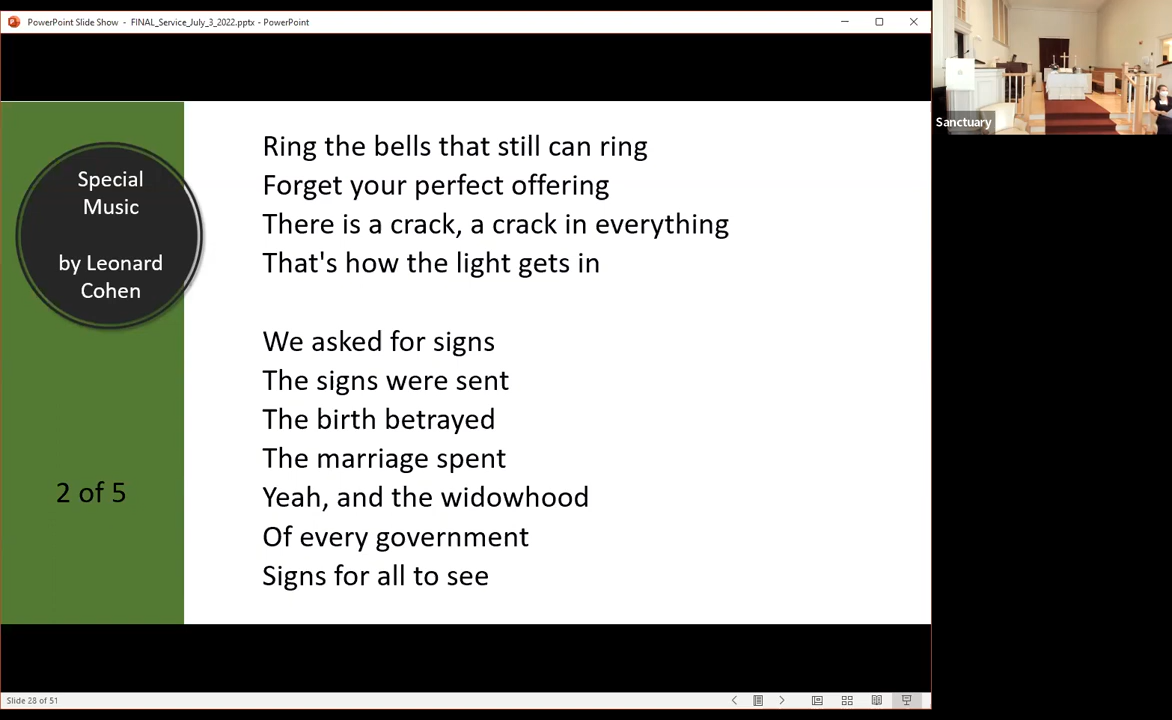 PowerPoint Slide Show - FINAL_Service_July_3_2022.pptx - PowerPoint
Sanctuary
Special
Music
by Leonard
Cohen
2 of 5
Ring the bells that still can ring
Forget your perfect offering
There is a crack, a crack in everything
That's how the light gets in
We asked for signs
The signs were sent
The birth betrayed
The marriage spent
Yeah, and the widowhood
Of every government
Signs for all to see
Slide 28 of 51